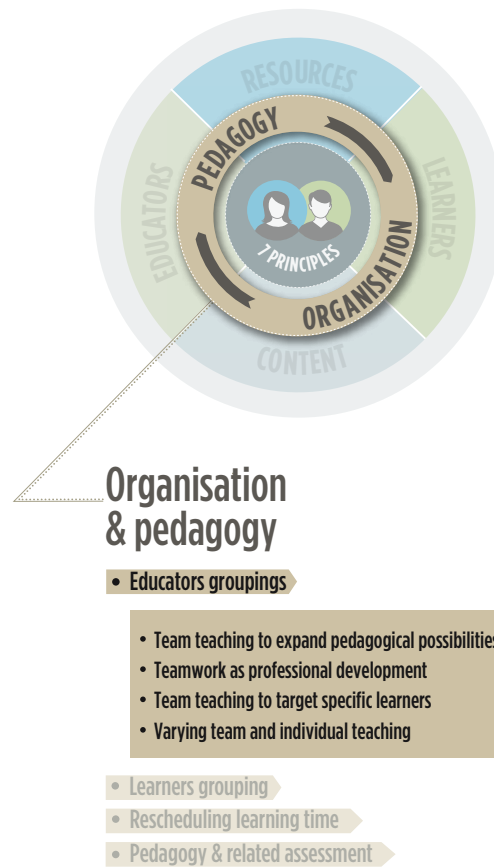 RESOURCES
PEDAGOGY
EDUCATORS
LEARNERS
7 PRINCIPLES
ORGANISATION
CONTENT
Organisation
& pedagogy
• Educators groupings
• Team teaching to expand pedagogical possibilities
• Teamwork as professional development
• Team teaching to target specific learners
• Varying team and individual teaching
• Learners grouping
• Rescheduling learning time
• Pedagogy & related assessment